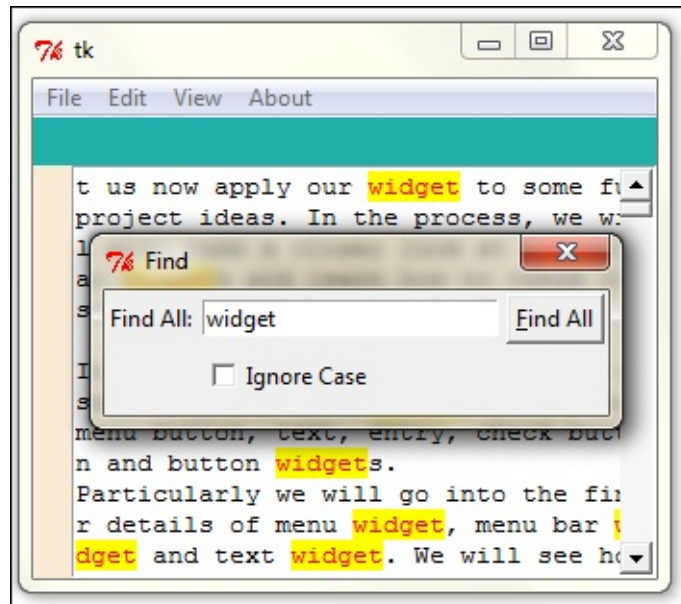 tk
File Edit View About
t us now apply our widget to some fu
project ideas. In the process, we wi
l
a
s
I
s
Find
Find All: widget Find All
Ignore Case
menu button, text, entry, check butt
n and button widgets.
Particularly we will go into the fin
r details of menu widget, menu bar w
dget and text widget. We will see ho